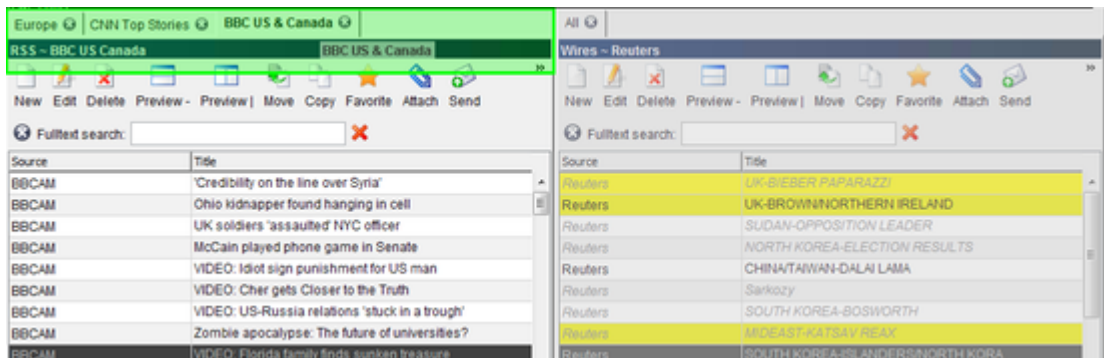 Europe CNN Top Stories BBC US & Canada
RSS ~ BBC US Canada BBC US & Canada
New Edit Delete Preview - Preview | Move Copy Favorite Attach Send
Fulltext search:
Source Title
BBCAM 'Credibility on the line over Syria'
BBCAM Ohio kidnapper found hanging in cell
BBCAM UK soldiers 'assaulted' NYC officer
BBCAM McCain played phone game in Senate
BBCAM VIDEO: Idiot sign punishment for US man
BBCAM VIDEO: Cher gets Closer to the Truth
BBCAM VIDEO: US-Russia relations 'stuck in a trough'
BBCAM Zombie apocalypse: The future of universities?
BBCAM VIDEO: Florida family finds sunken treasure
All
Wires ~ Reuters
New Edit Delete Preview - Preview | Move Copy Favorite Attach Send
Fulltext search:
Source Title
Reuters UK-BIEBER PAPARAZZI
Reuters UK-BROWN/NORTHERN IRELAND
Reuters SUDAN-OPPOSITION LEADER
Reuters NORTH KOREA-ELECTION RESULTS
Reuters CHINA/TAIWAN-DALAI LAMA
Reuters Sarkozy
Reuters SOUTH KOREA-BOSWORTH
Reuters MIDEAST-KATSAV REAX
Reuters SOUTH KOREA-ISLANDERS/NORTH KORA